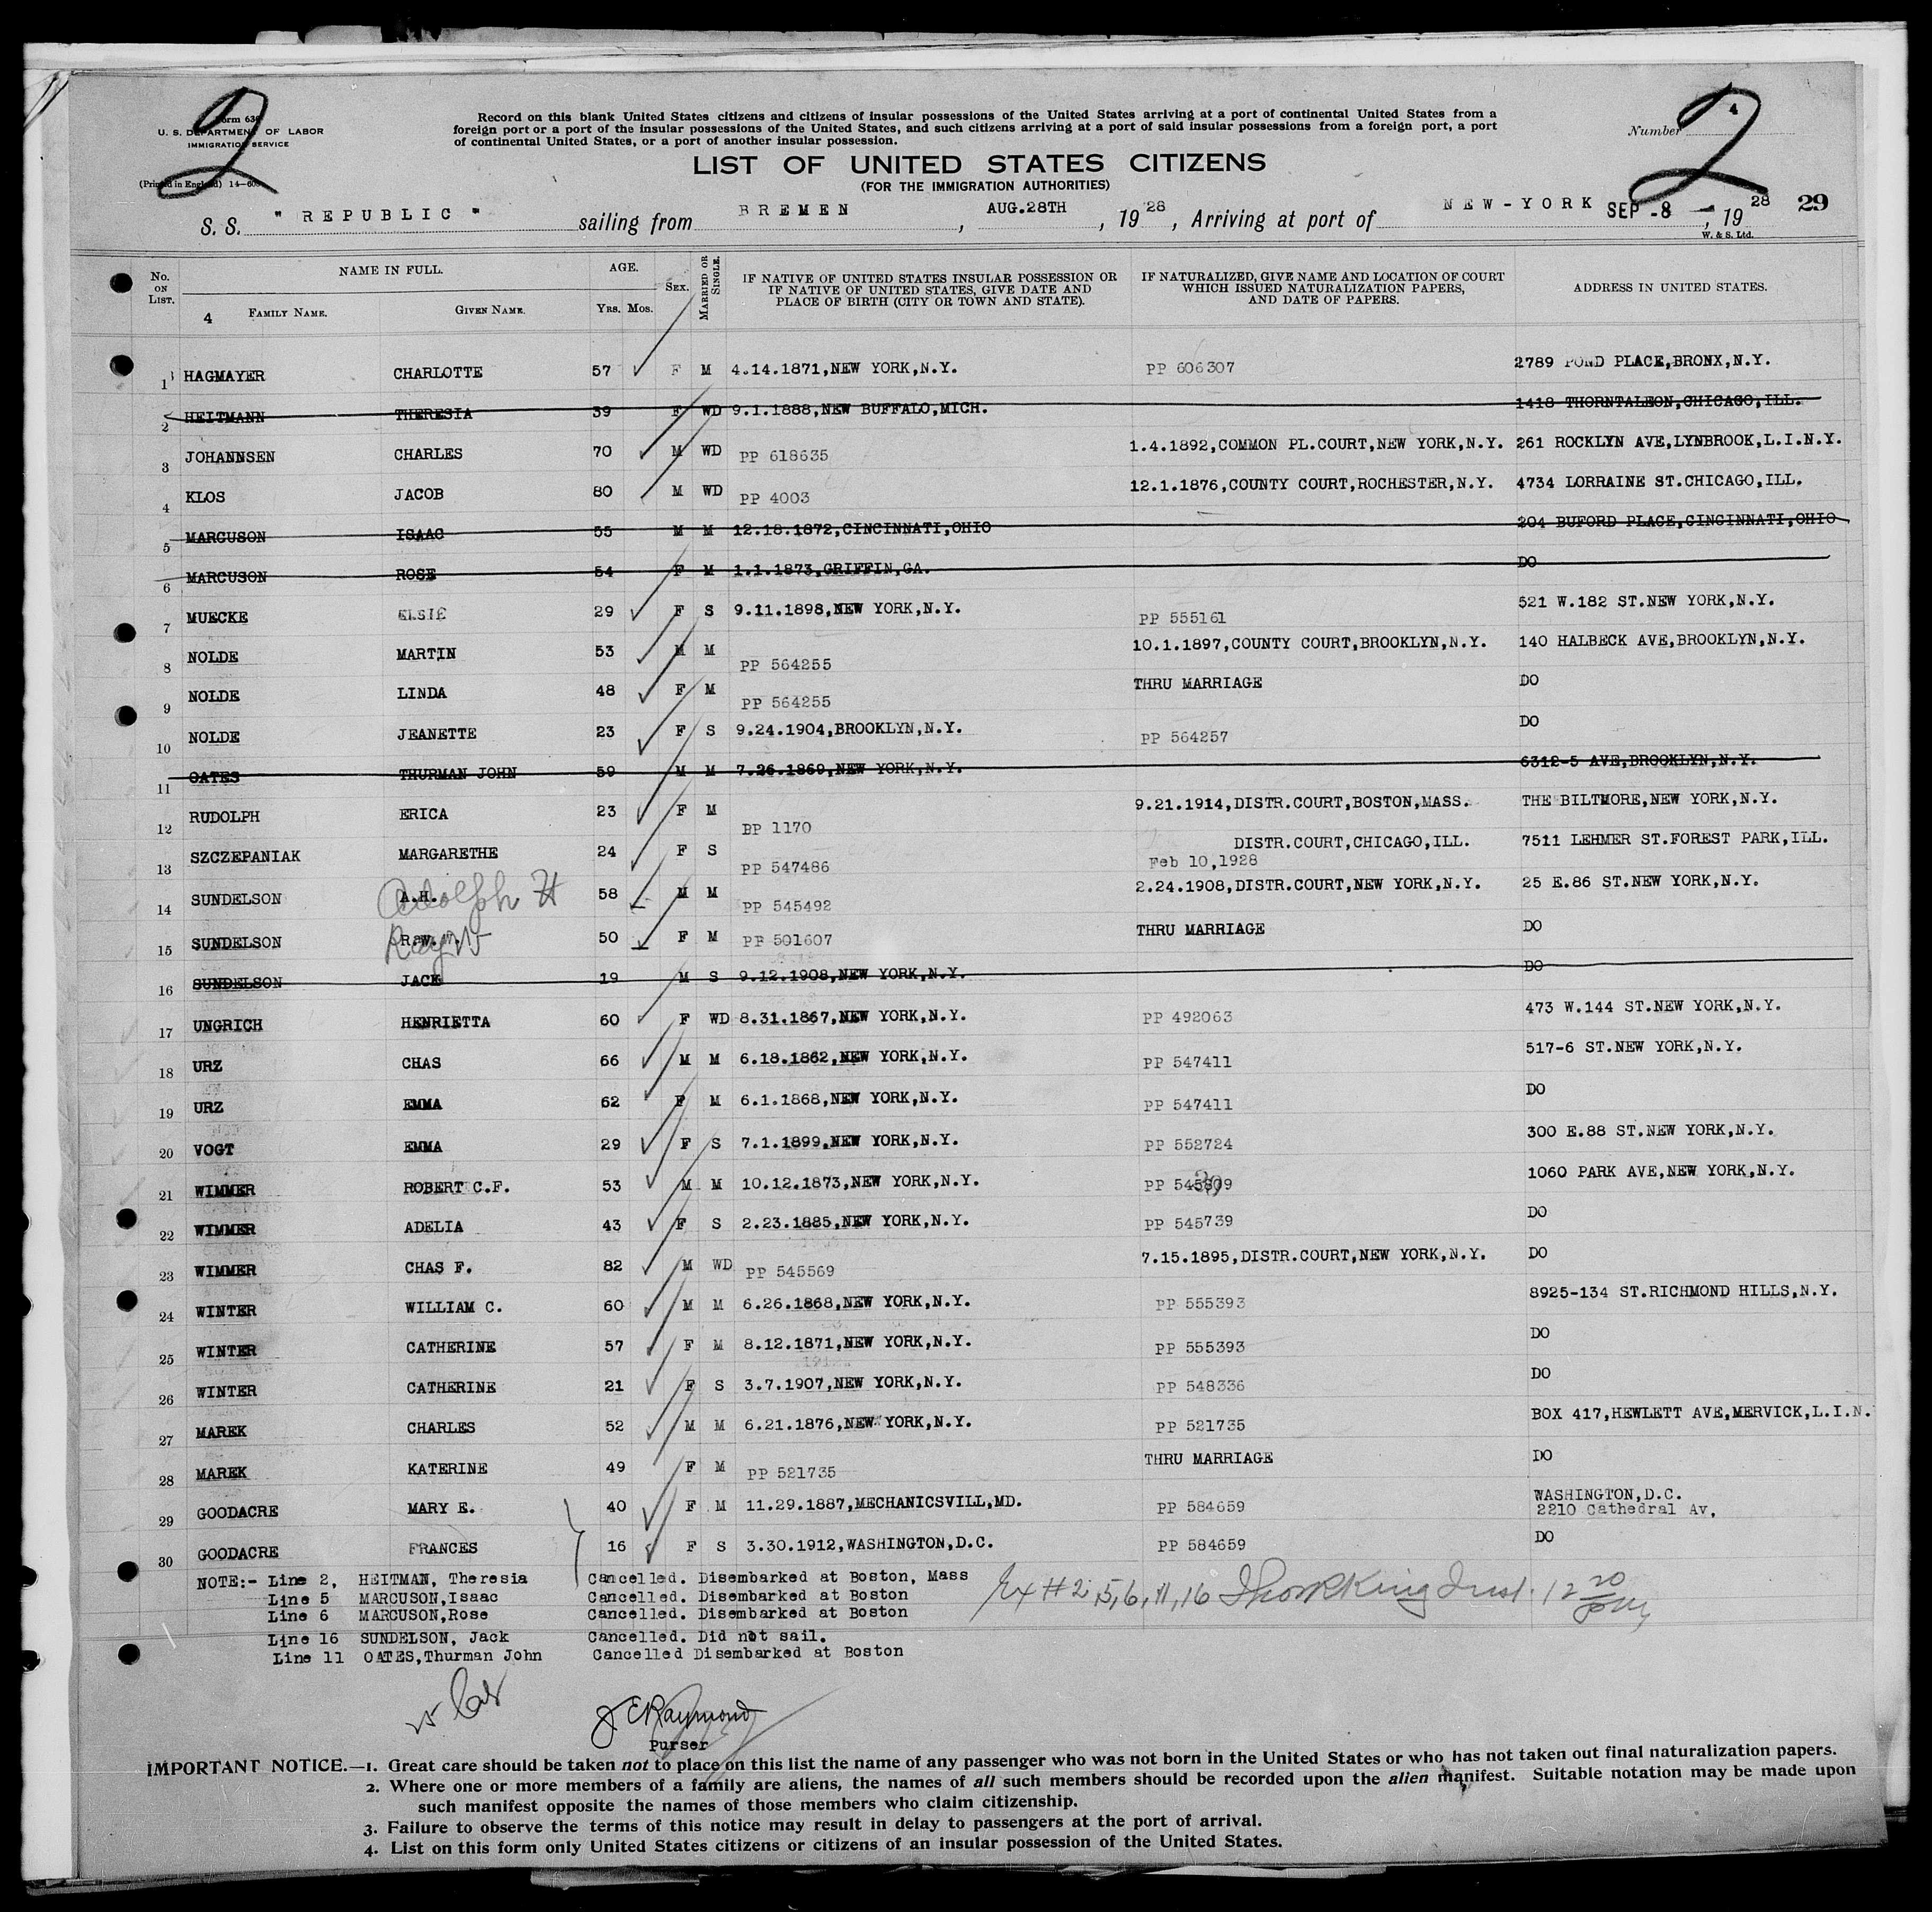 2
2
Form 630
U. S. DEPARTMENT OF LABOR
IMMIGRATION SERVICE
(Printed in England) 14—60
Record on this blank United States citizens and citizens of insular possessions of the United States arriving at a port of continental United States from a
foreign port or a port of the insular possessions of the United States, and such citizens arriving at a port of said insular possessions from a foreign port, a port
of continental United States, or a port of another insular possession.
Number 4
LIST OF UNITED STATES CITIZENS
(FOR THE IMMIGRATION AUTHORITIES)
S. S. "REPUBLIC" sailing from BREMEN, AUG.28TH, 1928, Arriving at port of NEW-YORK SEP -8, 1928 29
W. & S. Ltd.
No. ON LIST. NAME IN FULL. AGE. SEX. MARRIED OR SINGLE. IF NATIVE OF UNITED STATES INSULAR POSSESSION OR IF NATIVE OF UNITED STATES, GIVE DATE AND PLACE OF BIRTH (CITY OR TOWN AND STATE). IF NATURALIZED, GIVE NAME AND LOCATION OF COURT WHICH ISSUED NATURALIZATION PAPERS, AND DATE OF PAPERS. ADDRESS IN UNITED STATES.
4 FAMILY NAME. GIVEN NAME. YRS. MOS.
1 HAGMAYER CHARLOTTE 57 F M 4.14.1871,NEW YORK,N.Y. PP 606307 2789 POND PLACE,BRONX,N.Y.
2 HEITMANN THERESIA 39 F WD 9.1.1888,NEW BUFFALO,MICH. 1418 THORNTALEON,CHICAGO,ILL.
3 JOHANNSEN CHARLES 70 M WD PP 618635 1.4.1892,COMMON PL.COURT,NEW YORK,N.Y. 261 ROCKLYN AVE,LYNBROOK,L.I.N.Y.
4 KLOS JACOB 80 M WD PP 4003 12.1.1876,COUNTY COURT,ROCHESTER,N.Y. 4734 LORRAINE ST.CHICAGO,ILL.
5 MARCUSON ISAAC 55 M M 12.18.1872,CINCINNATI,OHIO 204 BUFORD PLACE,CINCINNATI,OHIO
6 MARCUSON ROSE 54 F M 1.1.1873,GRIFFIN,GA. DO
7 MUECKE ELSIE 29 F S 9.11.1898,NEW YORK,N.Y. PP 555161 521 W.182 ST.NEW YORK,N.Y.
8 NOLDE MARTIN 53 M M PP 564255 10.1.1897,COUNTY COURT,BROOKLYN,N.Y. 140 HALBECK AVE,BROOKLYN,N.Y.
9 NOLDE LINDA 48 F M PP 564255 THRU MARRIAGE DO
10 NOLDE JEANETTE 23 F S 9.24.1904,BROOKLYN,N.Y. PP 564257 DO
11 OATES THURMAN JOHN 59 M M 7.26.1869,NEW YORK,N.Y. 6312-5 AVE,BROOKLYN,N.Y.
12 RUDOLPH ERICA 23 F M BP 1170 9.21.1914,DISTR.COURT,BOSTON,MASS. THE BILTMORE,NEW YORK,N.Y.
13 SZCZEPANIAK MARGARETHE 24 F S PP 547486 DISTR.COURT,CHICAGO,ILL. Feb 10,1928 7511 LEHMER ST.FOREST PARK,ILL.
14 SUNDELSON A.H. Adolph H 58 M M PP 545492 2.24.1908,DISTR.COURT,NEW YORK,N.Y. 25 E.86 ST.NEW YORK,N.Y.
15 SUNDELSON R.W. Ray W 50 F M PP 501607 THRU MARRIAGE DO
16 SUNDELSON JACK 19 M S 9.12.1908,NEW YORK,N.Y. DO
17 UNGRICH HENRIETTA 60 F WD 8.31.1867,NEW YORK,N.Y. PP 492063 473 W.144 ST.NEW YORK,N.Y.
18 URZ CHAS 66 M M 6.18.1862,NEW YORK,N.Y. PP 547411 517-6 ST.NEW YORK,N.Y.
19 URZ EMMA 62 F M 6.1.1868,NEW YORK,N.Y. PP 547411 DO
20 VOGT EMMA 29 F S 7.1.1899,NEW YORK,N.Y. PP 552724 300 E.88 ST.NEW YORK,N.Y.
21 WIMMER ROBERT C.F. 53 M M 10.12.1873,NEW YORK,N.Y. PP 1060 PARK AVE,NEW YORK,N.Y.
22 WIMMER ADELIA 43 F S 2.23.1885,NEW YORK,N.Y. PP 545739 DO
23 WIMMER CHAS F. 82 M WD PP 545569 7.15.1895,DISTR.COURT,NEW YORK,N.Y. DO
24 WINTER WILLIAM C. 60 M M 6.26.1868,NEW YORK,N.Y. PP 555393 8925-134 ST.RICHMOND HILLS,N.Y.
25 WINTER CATHERINE 57 F M 8.12.1871,NEW YORK,N.Y. PP 555393 DO
26 WINTER CATHERINE 21 F S 3.7.1907,NEW YORK,N.Y. PP 548336 DO
27 MAREK CHARLES 52 M M 6.21.1876,NEW YORK,N.Y. PP 521735 BOX 417,HEWLETT AVE,MERVICK,L.I.N.
28 MAREK KATERINE 49 F M PP 521735 THRU MARRIAGE DO
29 GOODACRE MARY E. 40 F M 11.29.1887,MECHANICSVILL,MD. PP 584659 WASHINGTON,D.C. 2210 Cathedral Av,
30 GOODACRE FRANCES 16 F S 3.30.1912,WASHINGTON,D.C. PP 584659 DO
NOTE:- Line 2, HEITMAN, Theresia Cancelled. Disembarked at Boston, Mass
Line 5 MARCUSON,Isaac Cancelled. Disembarked at Boston
Line 6 MARCUSON,Rose Cancelled. Disembarked at Boston
Ex # 2, 5, 6, 11, 16
Line 16 SUNDELSON, Jack Cancelled. Did not sail.
Line 11 OATES,Thurman John Cancelled Disembarked at Boston
Raymond
Purser
IMPORTANT NOTICE.—1. Great care should be taken not to place on this list the name of any passenger who was not born in the United States or who has not taken out final naturalization papers.
2. Where one or more members of a family are aliens, the names of all such members should be recorded upon the alien manifest. Suitable notation may be made upon
such manifest opposite the names of those members who claim citizenship.
3. Failure to observe the terms of this notice may result in delay to passengers at the port of arrival.
4. List on this form only United States citizens or citizens of an insular possession of the United States.